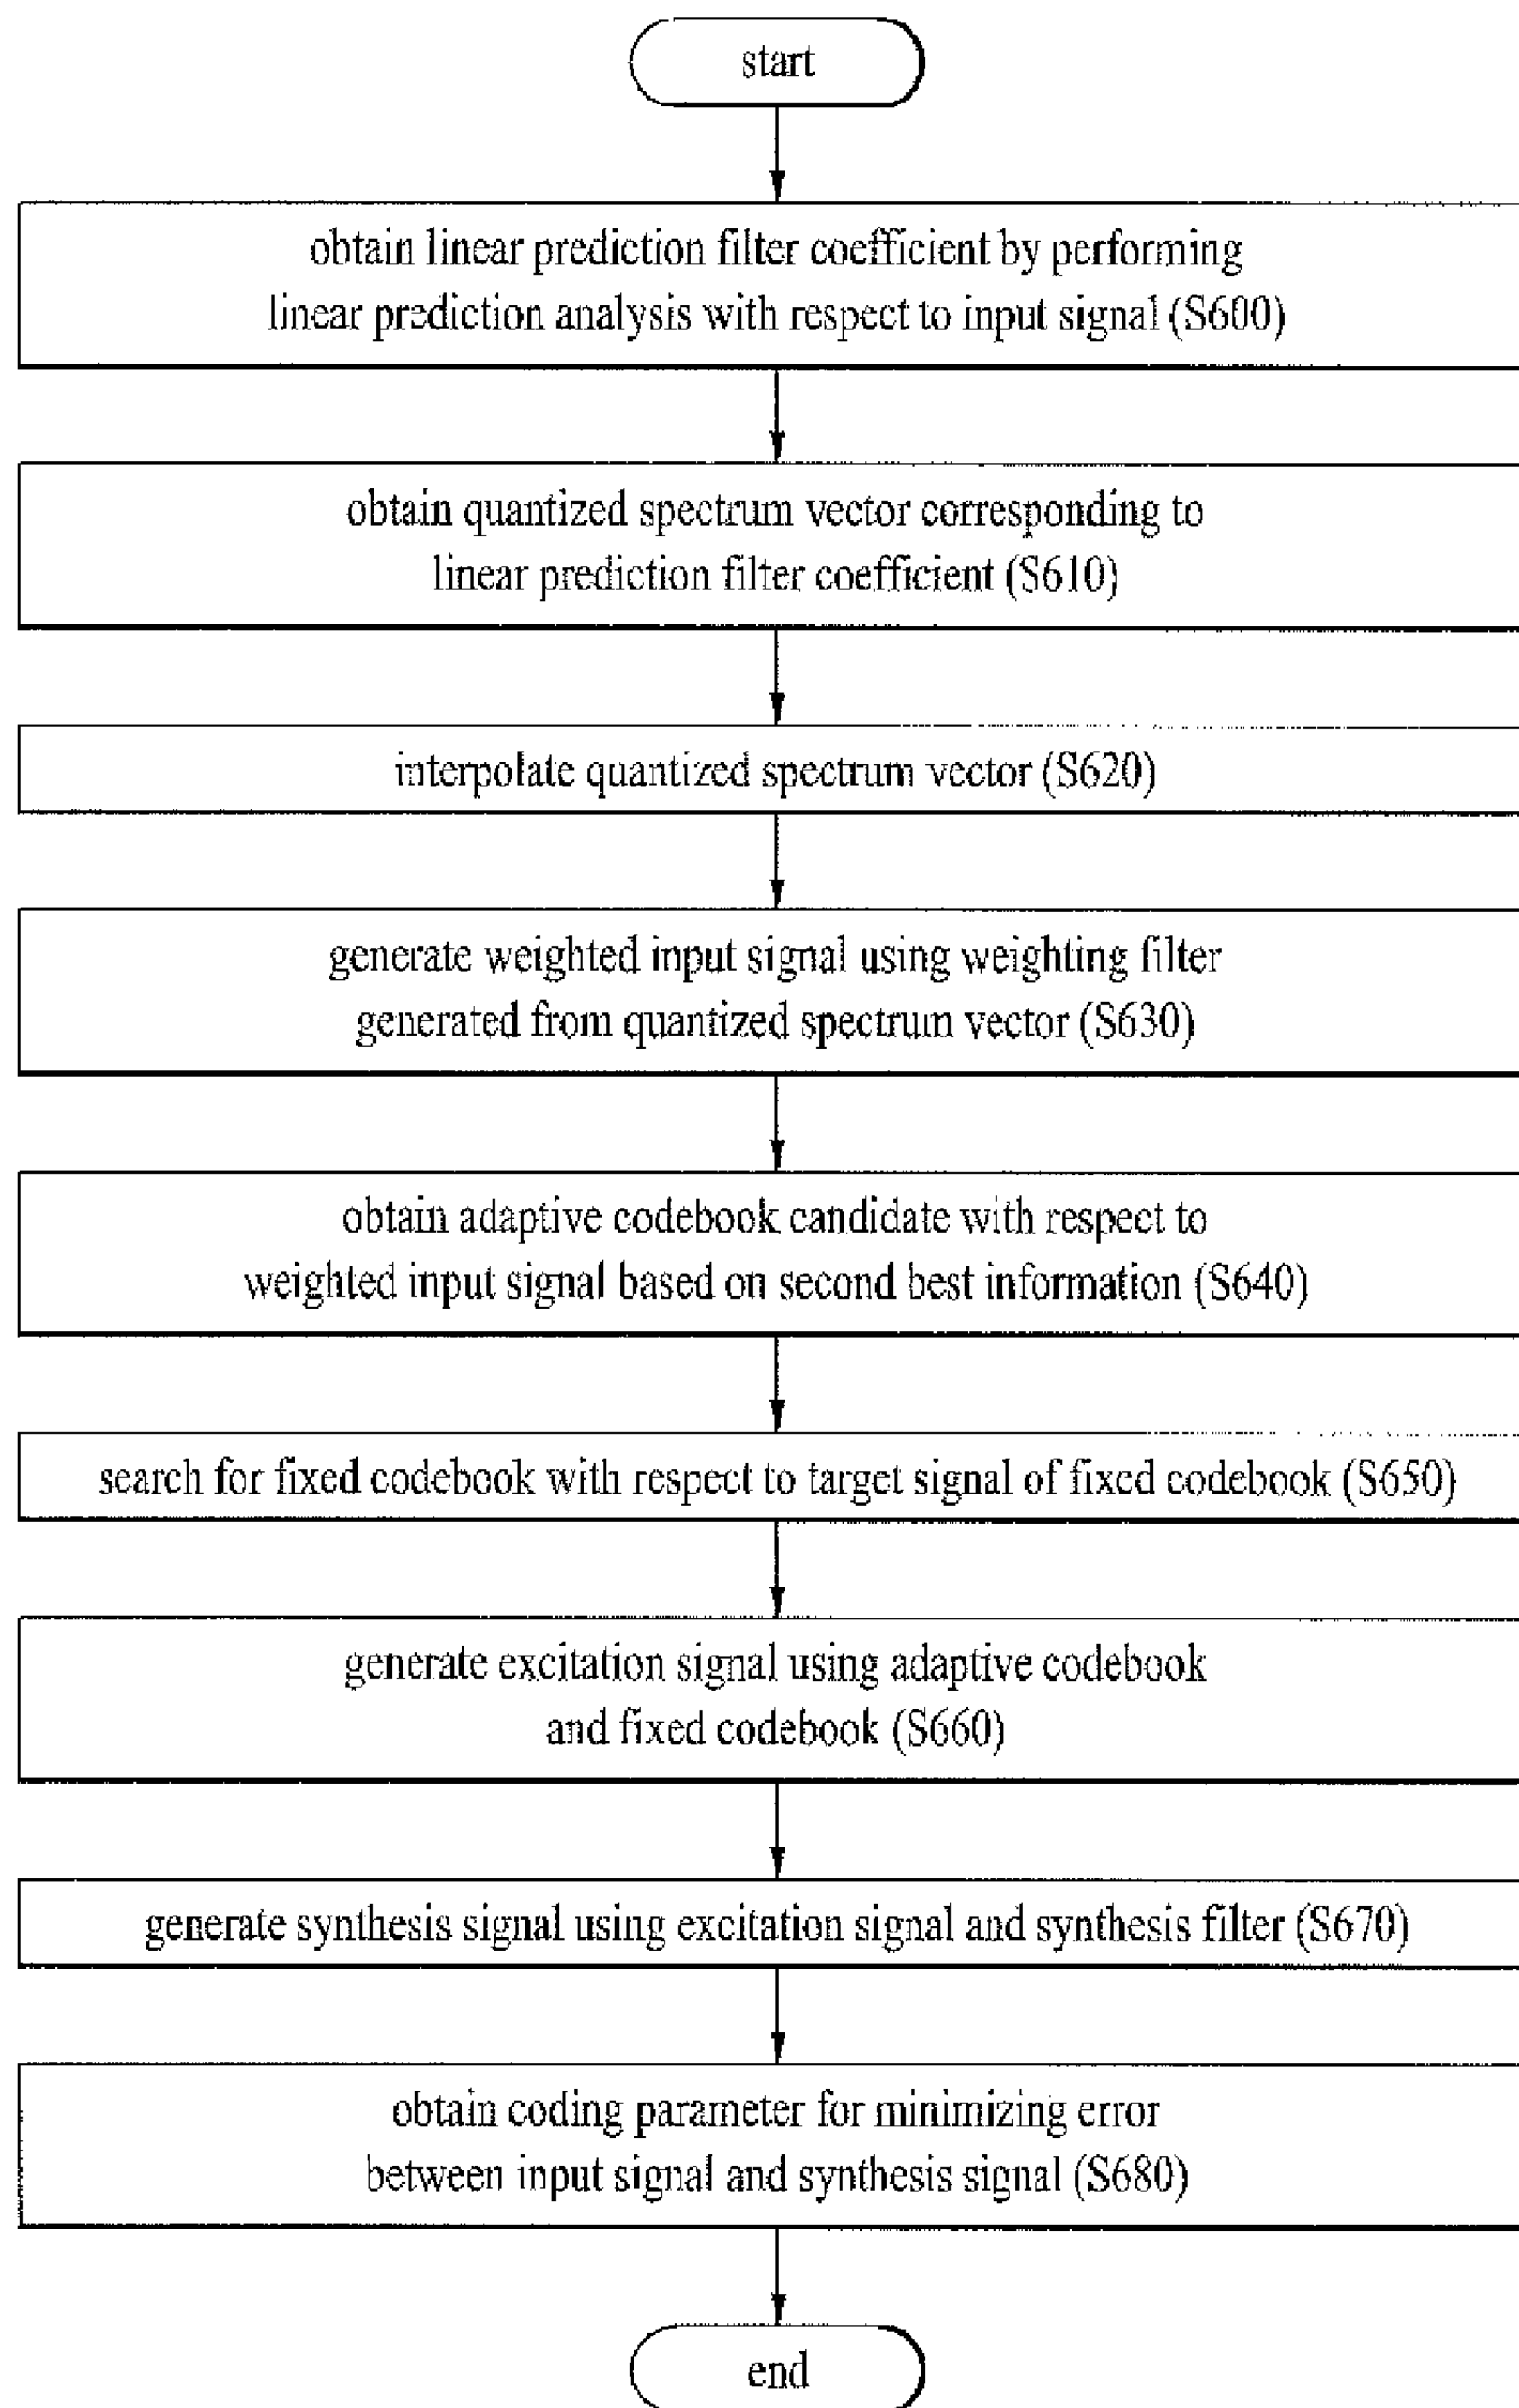 start
obtain linear prediction filter coefficient by performing
linear prediction analysis with respect to input signal (S600)
obtain quantized spectrum vector corresponding to
linear prediction filter coefficient (S610)
interpolate quantized spectrum vector (S620)
generate weighted input signal using weighting filter
generated from quantized spectrum vector (S630)
obtain adaptive codebook candidate with respect to
weighted input signal based on second best information (S640)
search for fixed codebook with respect to target signal of fixed codebook (S650)
generate excitation signal using adaptive codebook
and fixed codebook (S660)
generate synthesis signal using excitation signal and synthesis filter (S670)
obtain coding parameter for minimizing error
between input signal and synthesis signal (S680)
end